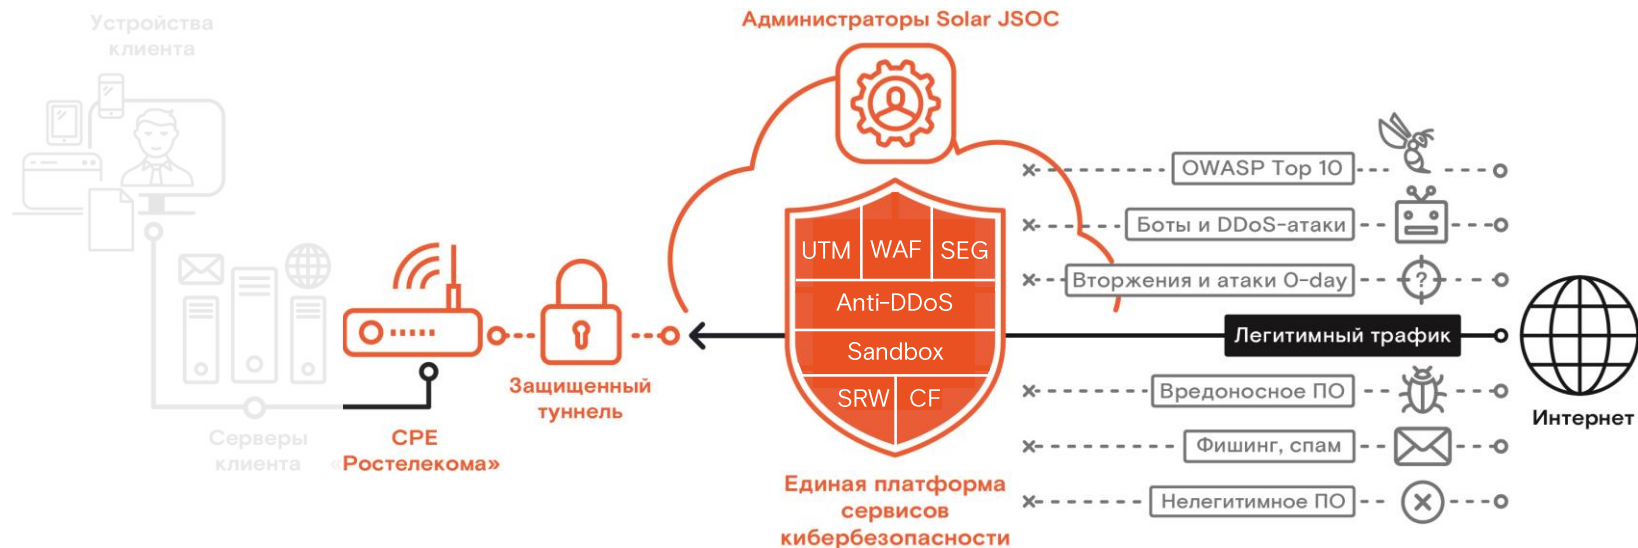 Администраторы Solar JSOC
Устройства
клиента
OWASP Top 10
Боты и DDoS-атаки
Вторжения и атаки 0-day
?
UTM
WAF
SEG
Anti-DDoS
Sandbox
SRW
CF
Легитимный трафик
Вредоносное ПО
Фишинг, спам
Нелегитимное ПО
Интернет
Защищенный
туннель
Серверы
клиента
CPE
«Ростелекома»
Единая платформа
сервисов
кибербезопасности